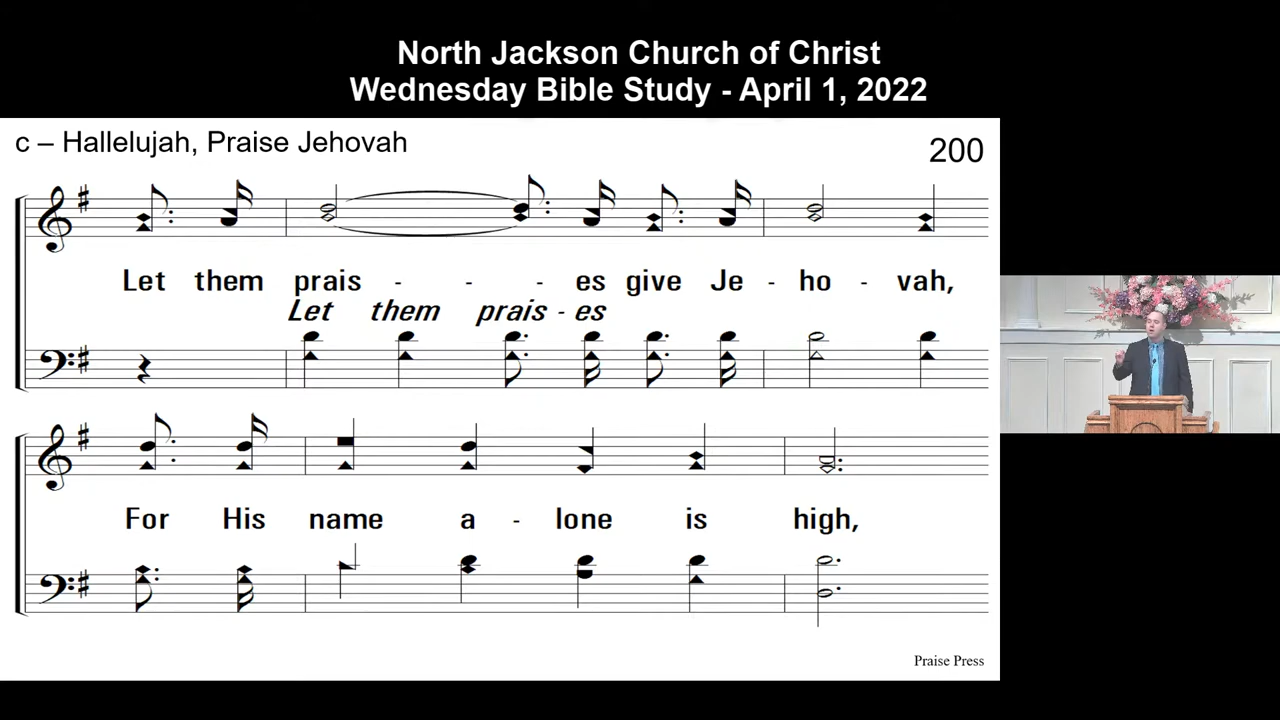 North Jackson Church of Christ
Wednesday Bible Study - April 1, 2022
c – Hallelujah, Praise Jehovah
200
Let them prais - - - es give Je - ho - vah,
Let them prais - es
For His name a - lone is high,
Praise Press